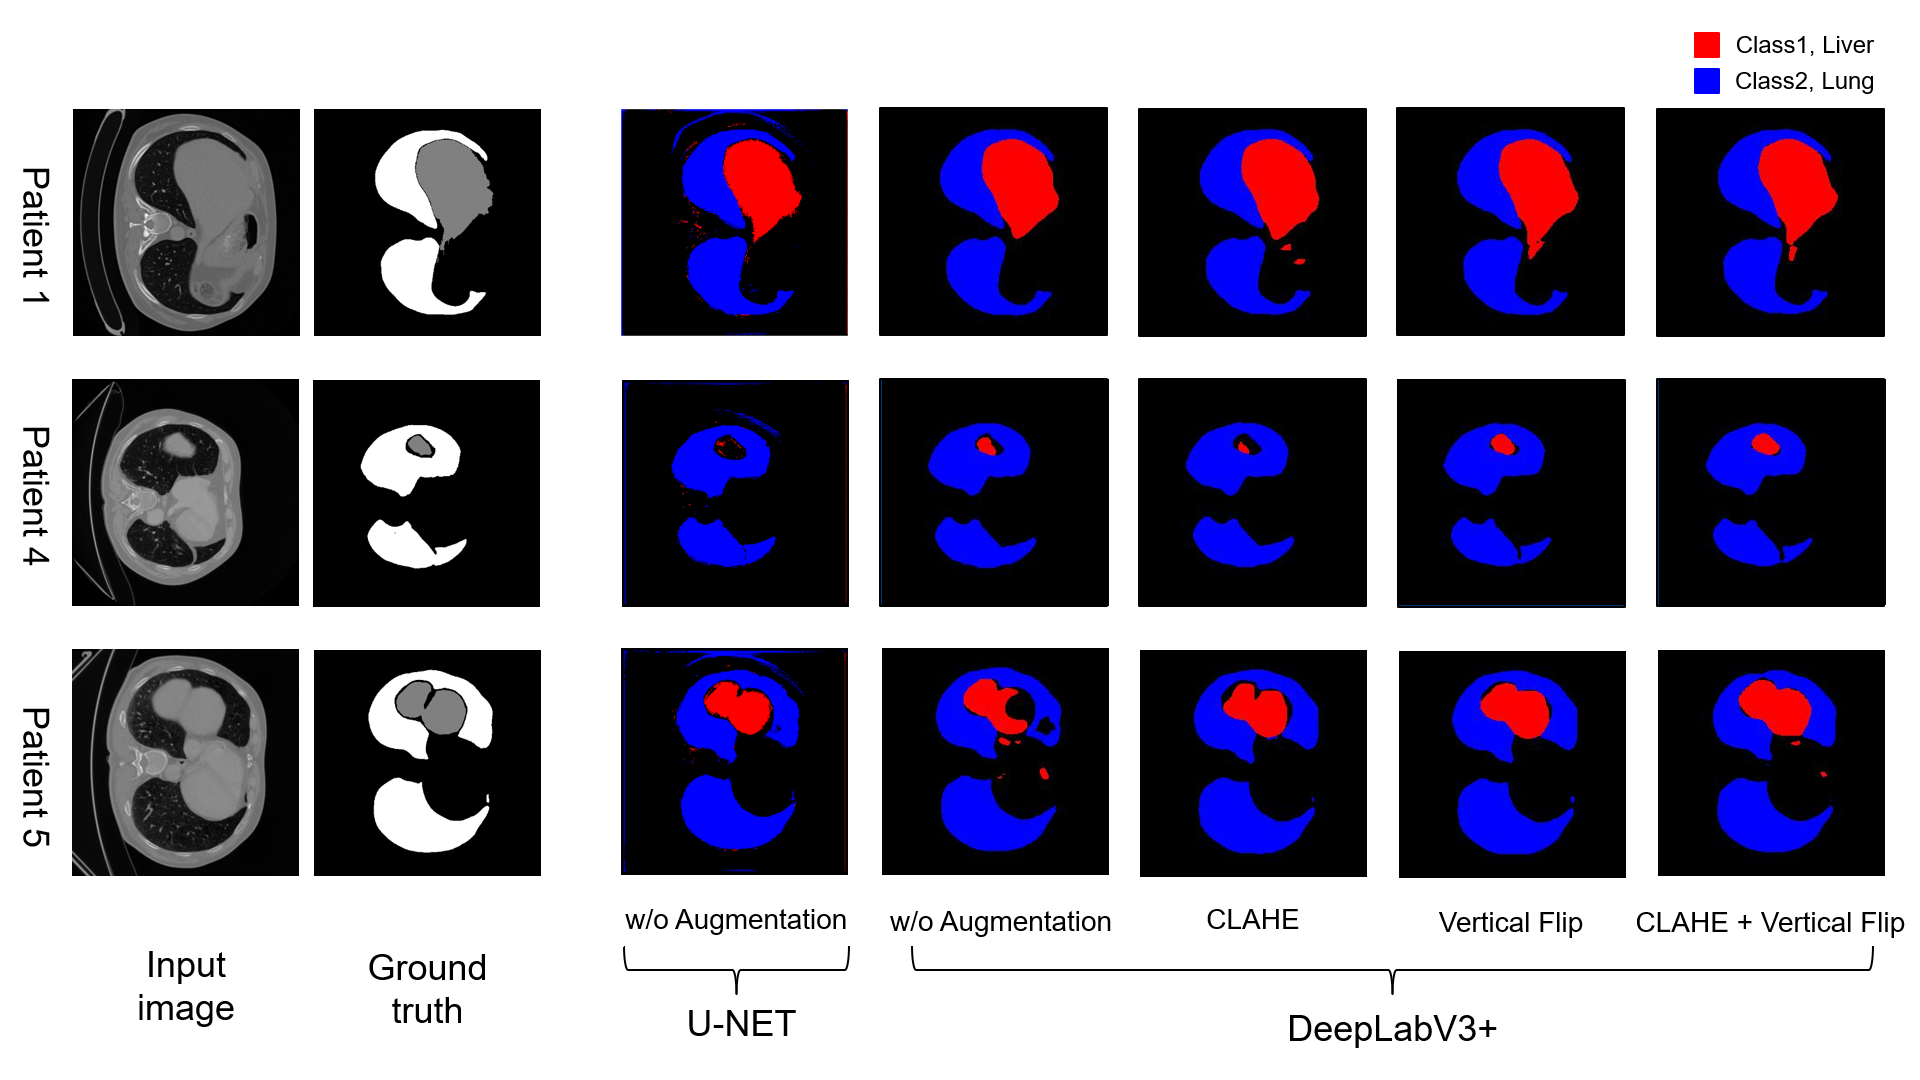 Class1, Liver
Class2, Lung
Patient 1
Patient 4
Patient 5
w/o Augmentation
w/o Augmentation
CLAHE
Vertical Flip
CLAHE + Vertical Flip
Input
image
Ground
truth
U-NET
DeepLabV3+